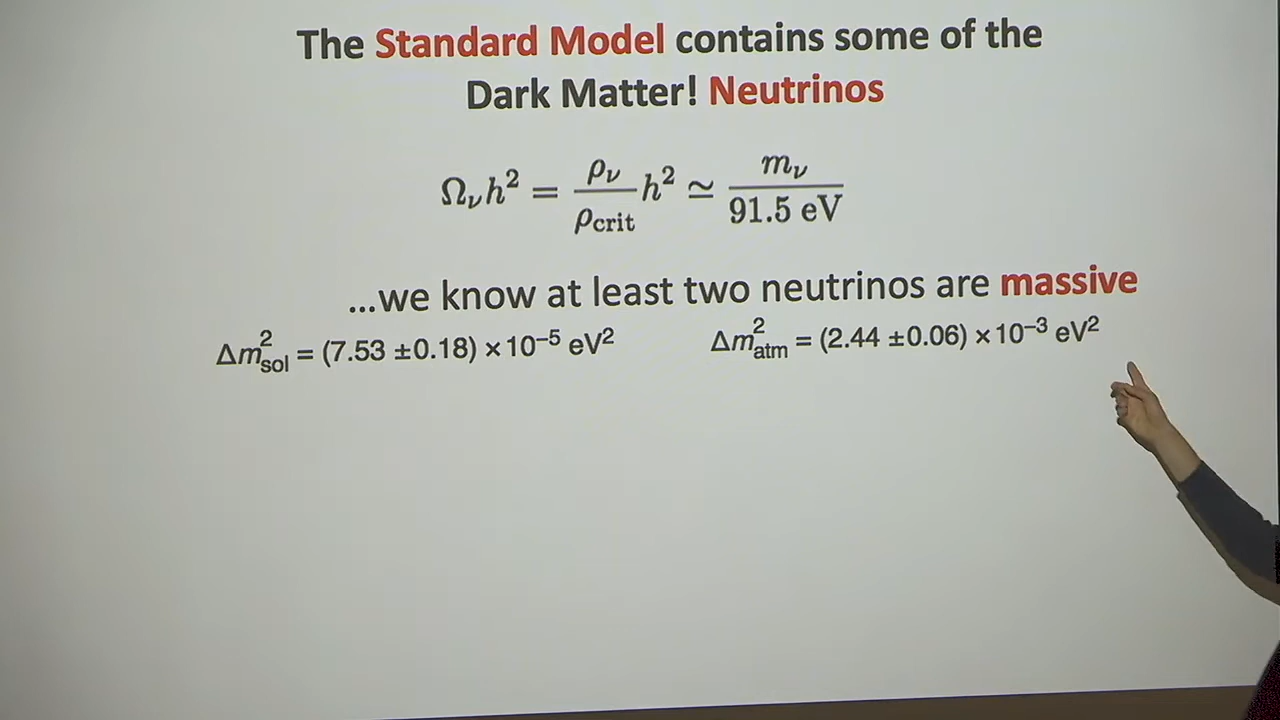 The Standard Model contains some of the
Dark Matter! Neutrinos
Ω_ν h² = ρ_ν / ρ_crit h² ≃ m_ν / 91.5 eV
...we know at least two neutrinos are massive
Δm²_sol = (7.53 ±0.18) ×10⁻⁵ eV²
Δm²_atm = (2.44 ±0.06) ×10⁻³ eV²